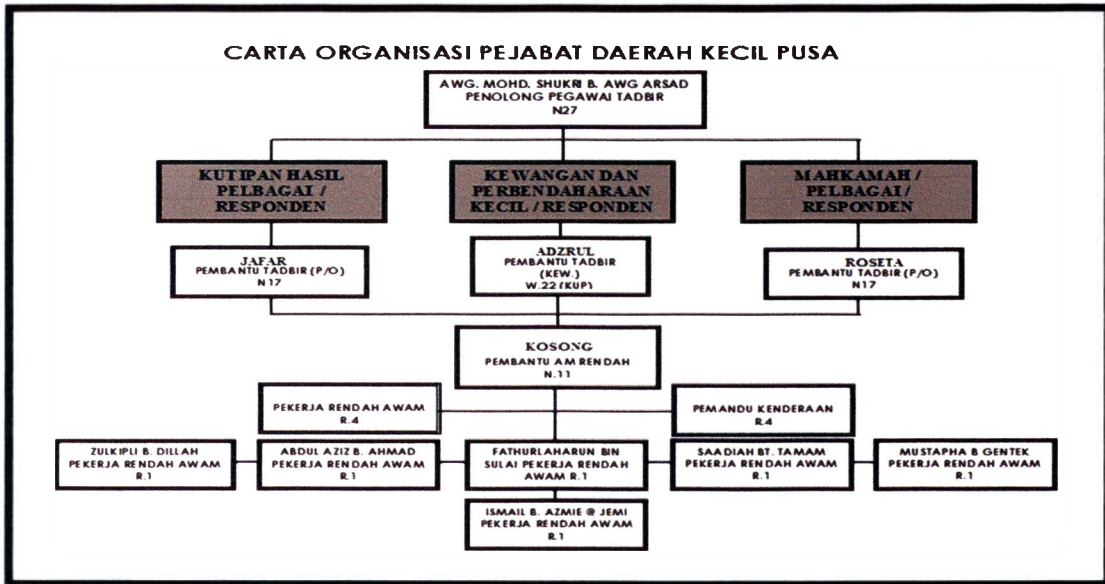 CARTA ORGANISASI PEJABAT DAERAH KECIL PUSA
AWG. MOHD. SHUKRI B. AWG ARSAD
PENOLONG PEGAWAI TADBIR
N27
KUTIPAN HASIL
PELBAGAI /
RESPONDEN
KEWANGAN DAN
PERBENDAHARAAN
KECIL / RESPONDEN
MAHKAMAH /
PELBAGAI /
RESPONDEN
JAFAR
PEMBANTU TADBIR (P/O)
N17
ADZRUL
PEMBANTU TADBIR
(KEW.)
W.22 (KUP)
ROSETA
PEMBANTU TADBIR (P/O)
N17
KOSONG
PEMBANTU AM RENDAH
N.11
PEKERJA RENDAH AWAM
R.4
PEMANDU KENDERAAN
R.4
ZULKIPLI B. DILLAH
PEKERJA RENDAH AWAM
R.1
ABDUL AZIZ B. AHMAD
PEKERJA RENDAH AWAM
R.1
FATHURLAHARUN BIN
SULAI PEKERJA RENDAH
AWAM R.1
SAADIAH BT. TAMAM
PEKERJA RENDAH AWAM
R.1
MUSTAPHA B GENTEK
PEKERJA RENDAH AWAM
R.1
ISMAIL B. AZMIE @ JEMI
PEKERJA RENDAH AWAM
R.1